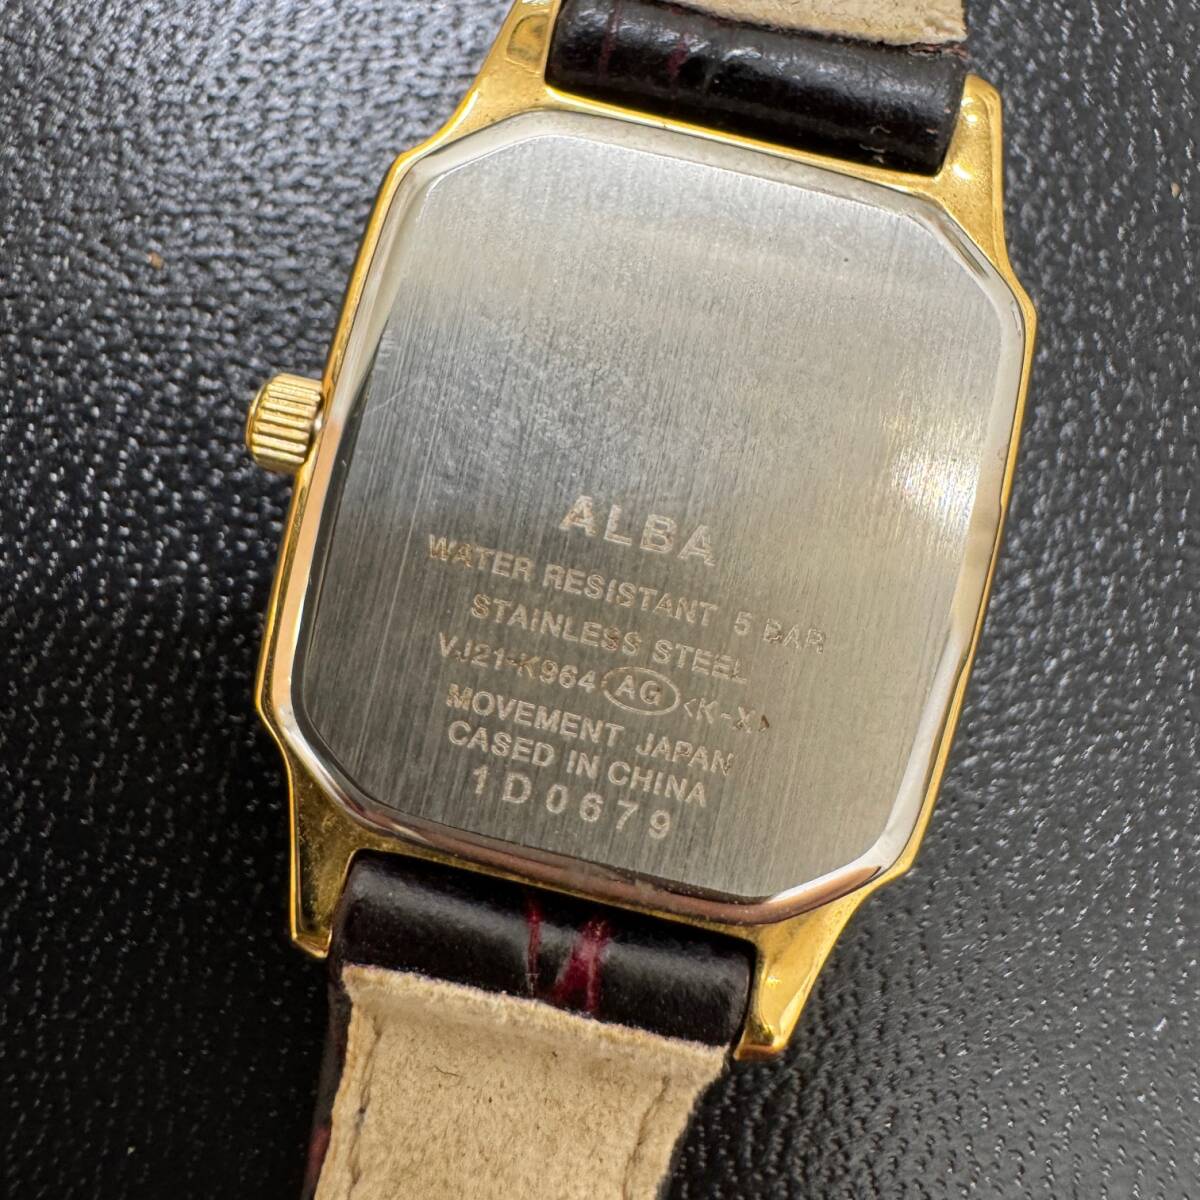 ALBA
WATER RESISTANT 5 BAR
STAINLESS STEEL
VJ21-K964 AG <K-X>
MOVEMENT JAPAN
CASED IN CHINA
1D0679